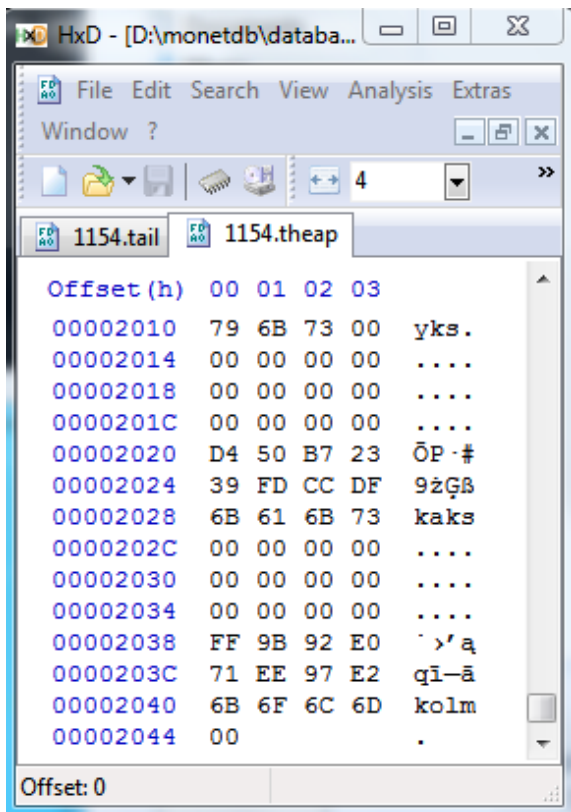 HxD - [D:\monetdb\databa...
File Edit Search View Analysis Extras
Window ?
4 »
1154.tail 1154.theap
Offset(h) 00 01 02 03
00002010 79 6B 73 00 yks.
00002014 00 00 00 00 ....
00002018 00 00 00 00 ....
0000201C 00 00 00 00 ....
00002020 D4 50 B7 23 ŌP·#
00002024 39 FD CC DF 9żĢß
00002028 6B 61 6B 73 kaks
0000202C 00 00 00 00 ....
00002030 00 00 00 00 ....
00002034 00 00 00 00 ....
00002038 FF 9B 92 E0 ˙›’ą
0000203C 71 EE 97 E2 qī—ā
00002040 6B 6F 6C 6D kolm
00002044 00 .
Offset: 0